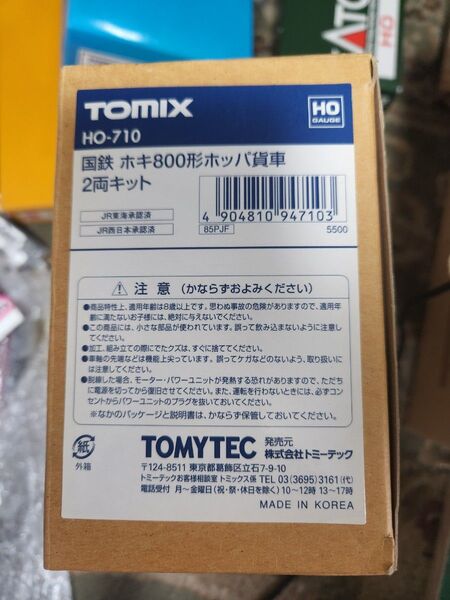 KATO
HO
TOMIX
HO
GAUGE
HO-710
国鉄 ホキ800形ホッパ貨車
2両キット
JR東海承認済
JR西日本承認済
4 904810 947103
85PJF 5500
⚠ 注 意 (かならずおよみください)
●商品特性上、適用年齢は8歳以上です。思わぬ事故の危険がありますので、適用年
齢に満たないお子様には、絶対に与えないでください。
●この商品には、小さな部品が使われています。誤って飲み込まないように注意し
てください。
●加工、組み立ての際にでたクズは、すぐに捨ててください。
●車軸の先端などは機能上尖っています。誤ってケガなどのないよう、取り扱いに
は注意してください。
●脱線した場合、モーター・パワーユニットが発熱する恐れがありますので、ただち
に電源を切ってから復旧させてください。また、運転を行わないときは、必ずコン
セントからパワーユニットのプラグを抜いておいてください。
※なかのパッケージと説明書は、かならず保管しておいてください。
紙
外箱
TOMYTEC 発売元
株式会社トミーテック
〒124-8511 東京都葛飾区立石7-9-10
トミーテックお客様相談室 トミックス係 TEL 03(3695)3161(代)
電話受付 月〜金曜日(祝・祭・休日を除く)10〜12時 13〜17時
MADE IN KOREA